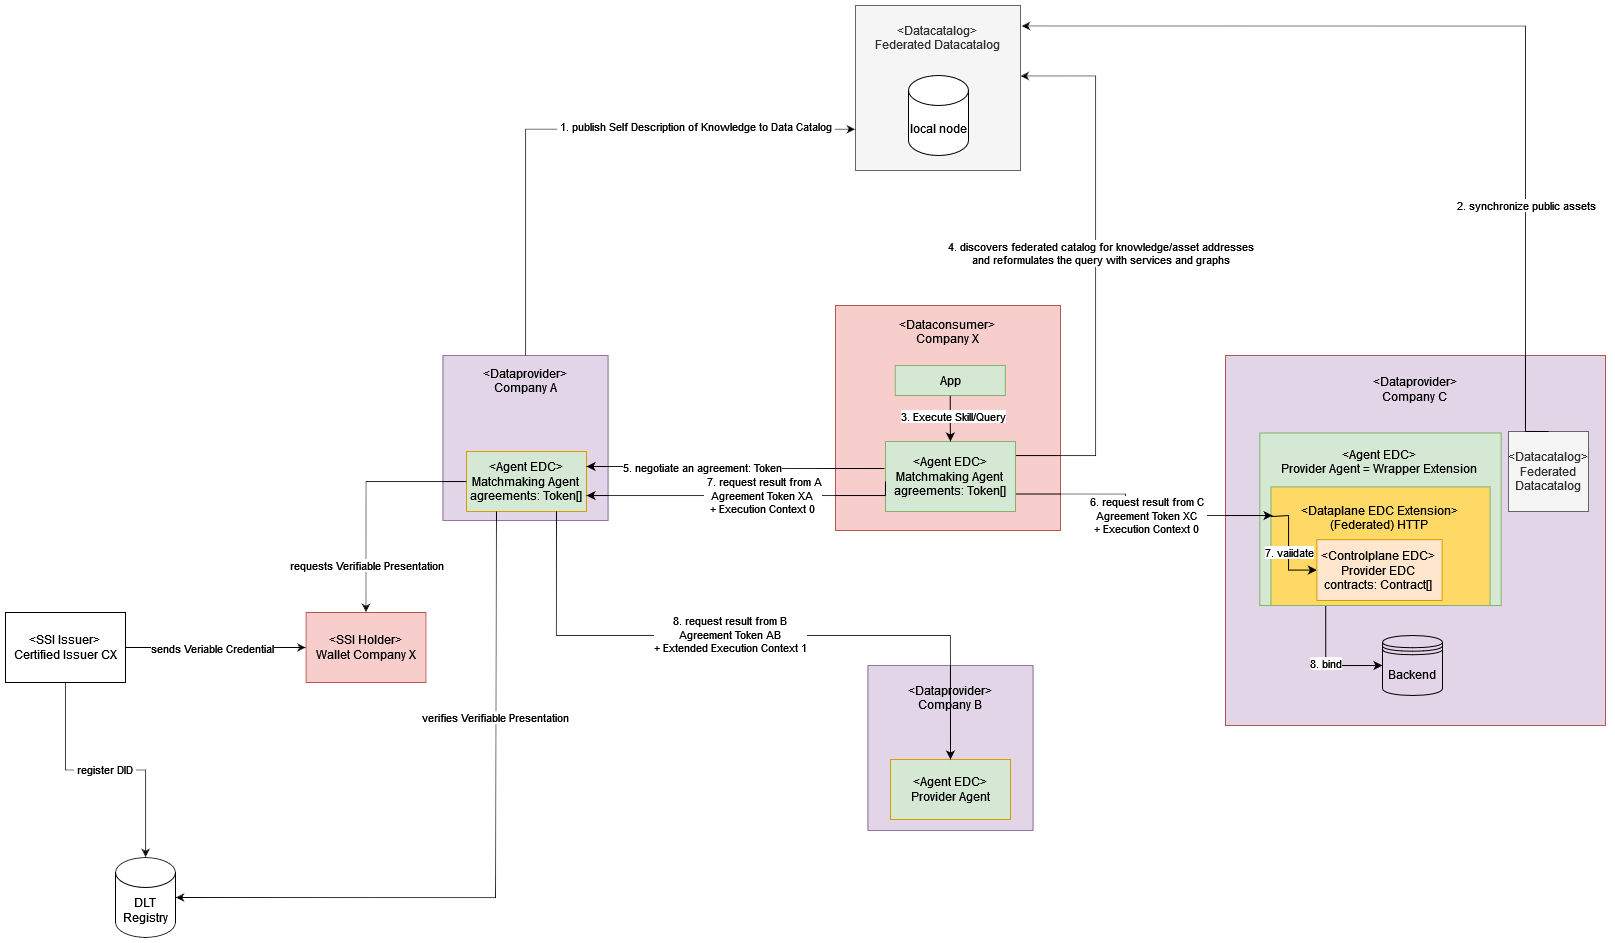 <Datacatalog>
Federated Datacatalog
local node
1. publish Self Description of Knowledge to Data Catalog
2. synchronize public assets
4. discovers federated catalog for knowledge/asset addresses
and reformulates the query with services and graphs
<Dataconsumer>
Company X
App
3. Execute Skill/Query
<Agent EDC>
Matchmaking Agent
agreements: Token[]
<Dataprovider>
Company A
<Agent EDC>
Matchmaking Agent
agreements: Token[]
5. negotiate an agreement: Token
7. request result from A
Agreement Token XA
+ Execution Context 0
6. request result from C
Agreement Token XC
+ Execution Context 0
<Dataprovider>
Company C
<Agent EDC>
Provider Agent = Wrapper Extension
<Dataplane EDC Extension>
(Federated) HTTP
7. vaiidate
<Controlplane EDC>
Provider EDC
contracts: Contract[]
<Datacatalog>
Federated
Datacatalog
8. bind
Backend
requests Verifiable Presentation
<SSI Issuer>
Certified Issuer CX
sends Veriable Credential
<SSI Holder>
Wallet Company X
8. request result from B
Agreement Token AB
+ Extended Execution Context 1
<Dataprovider>
Company B
<Agent EDC>
Provider Agent
verifies Verifiable Presentation
register DID
DLT
Registry